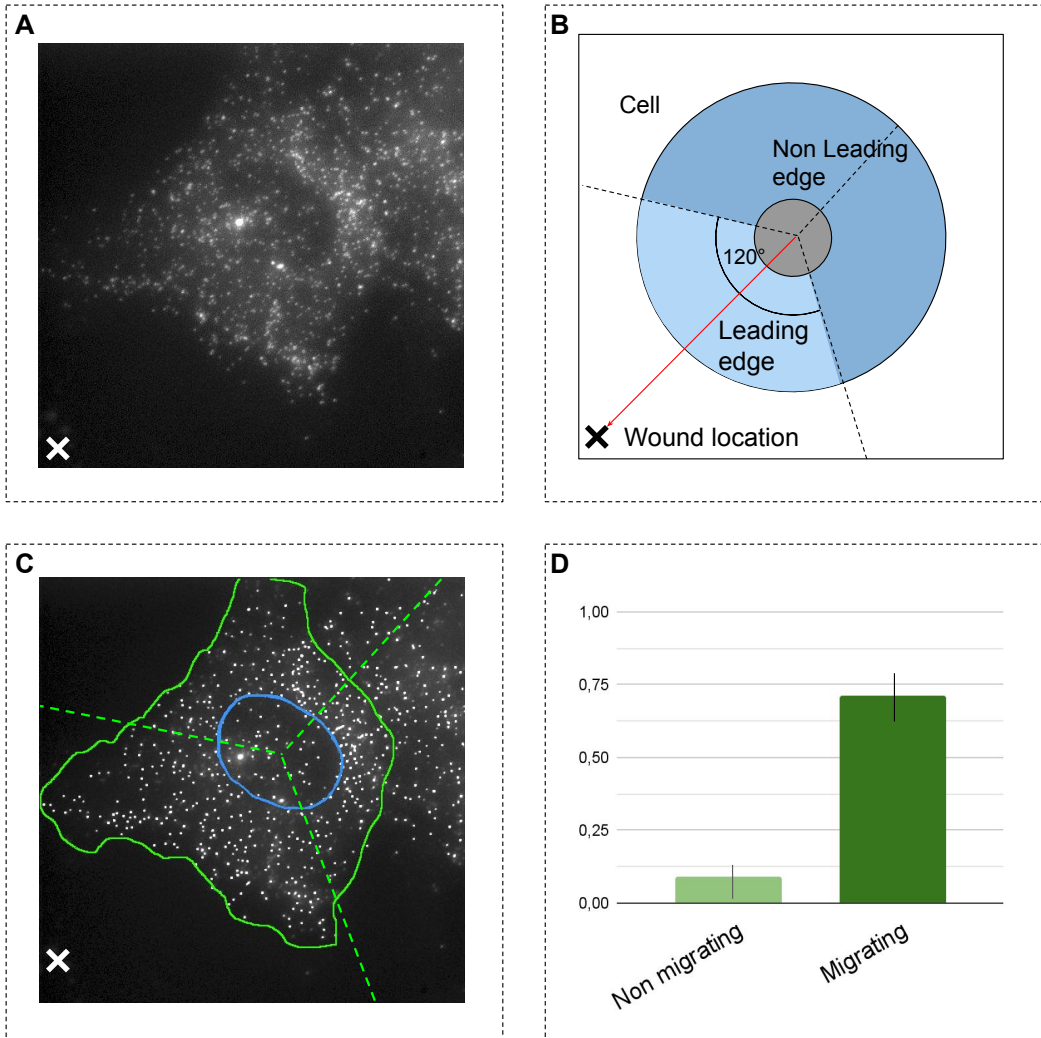 A
B
Cell
Non Leading
edge
120°
Leading
edge
Wound location
C
D
1,00
0,75
0,50
0,25
0,00
Non migrating
Migrating